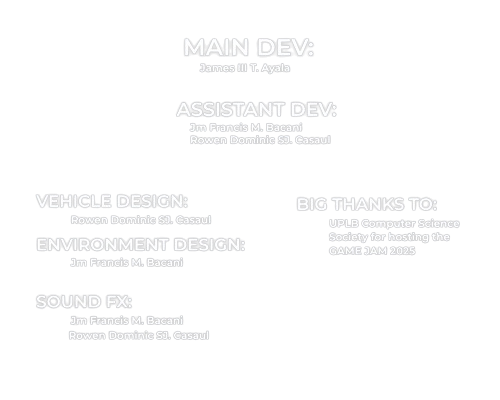 MAIN DEV:
James III T. Ayala
ASSISTANT DEV:
Jm Francis M. Bacani
Rowen Dominic SJ. Casaul
VEHICLE DESIGN:
Rowen Dominic SJ. Casaul
ENVIRONMENT DESIGN:
Jm Francis M. Bacani
SOUND FX:
Jm Francis M. Bacani
Rowen Dominic SJ. Casaul
BIG THANKS TO:
UPLB Computer Science
Society for hosting the
GAME JAM 2025